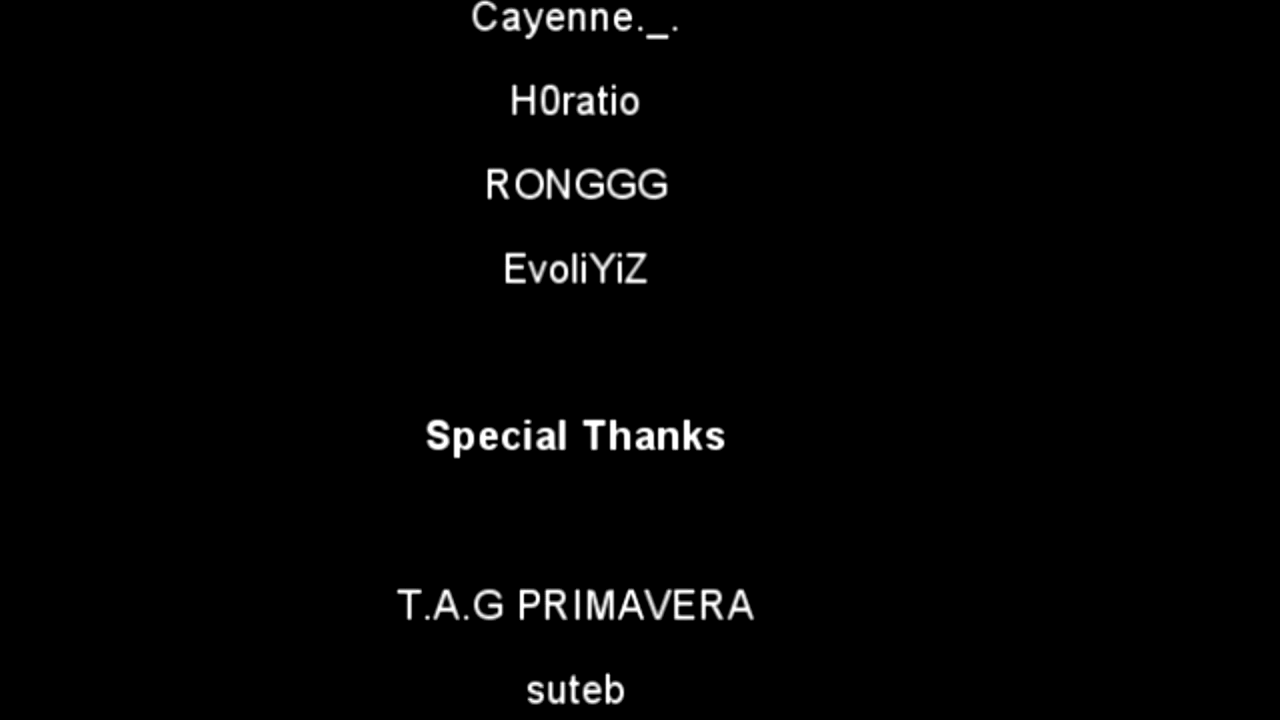 Cayenne._.
H0ratio
RONGGG
EvoliYiZ
Special Thanks
T.A.G PRIMAVERA
suteb